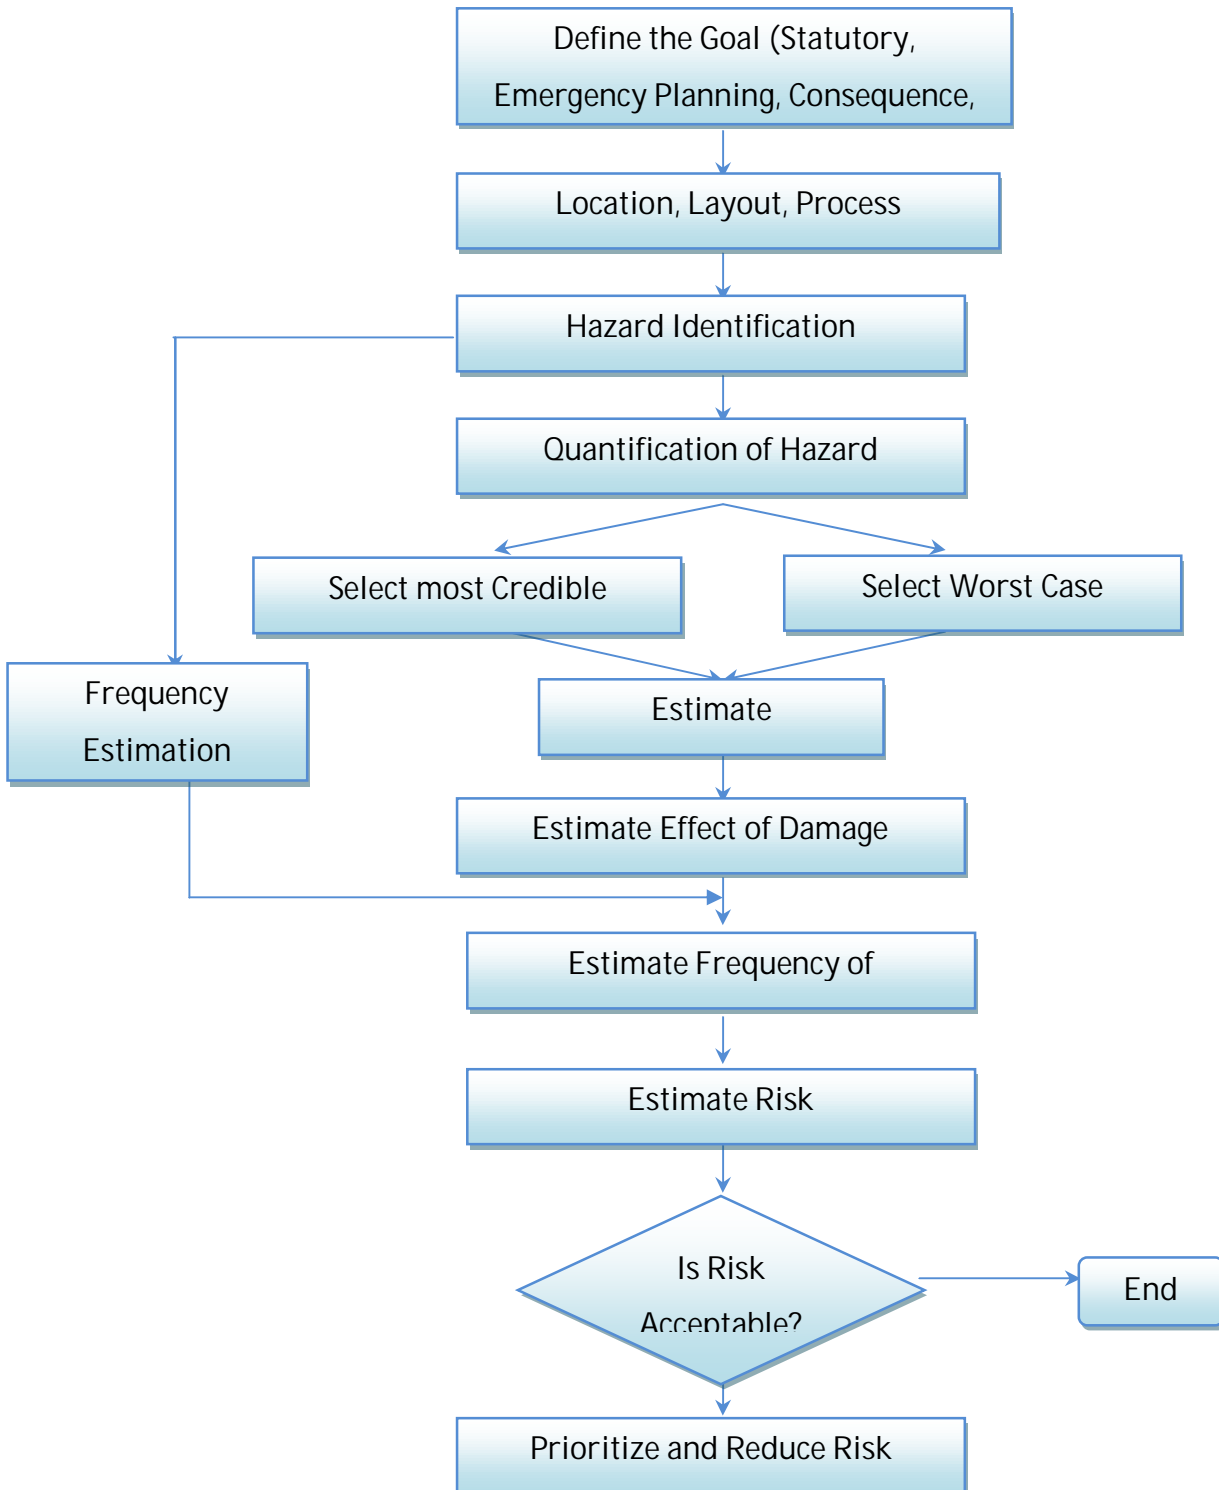 Define the Goal (Statutory,
Emergency Planning, Consequence,
Location, Layout, Process
Hazard Identification
Quantification of Hazard
Select most Credible
Select Worst Case
Frequency
Estimation
Estimate
Estimate Effect of Damage
Estimate Frequency of
Estimate Risk
Is Risk
Acceptable?
End
Prioritize and Reduce Risk